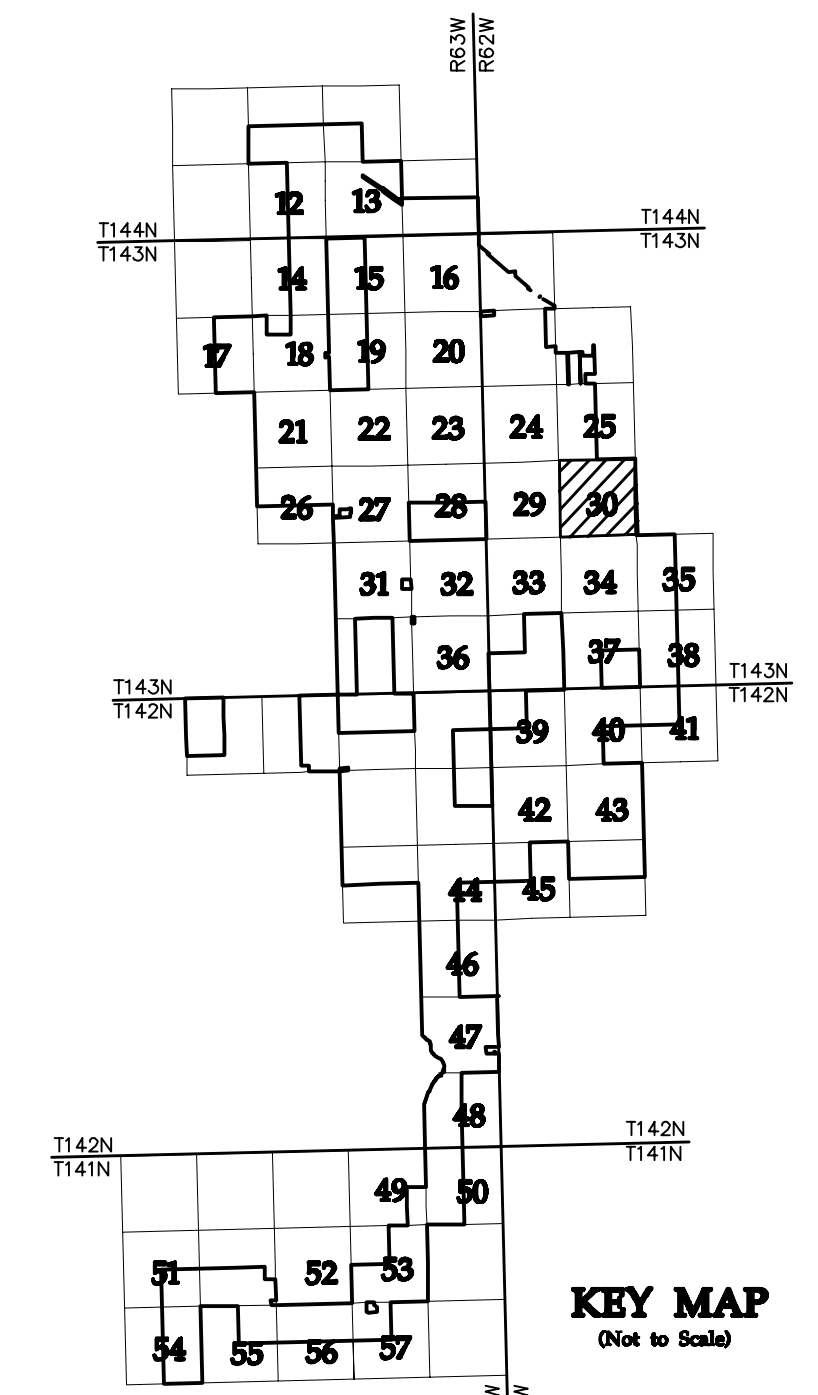 R63W
R62W
12 13
T144N T144N
T143N T143N
14 15 16
17 18 19 20
21 22 23 24 25
26 27 28 29 30
31 32 33 34 35
36 37 38
T143N T143N
T142N T142N
39 40 41
42 43
44 45
46
47
48
T142N T142N
T141N T141N
49 50
51 52 53
KEY MAP
(Not to Scale)
54 55 56 57
W
W